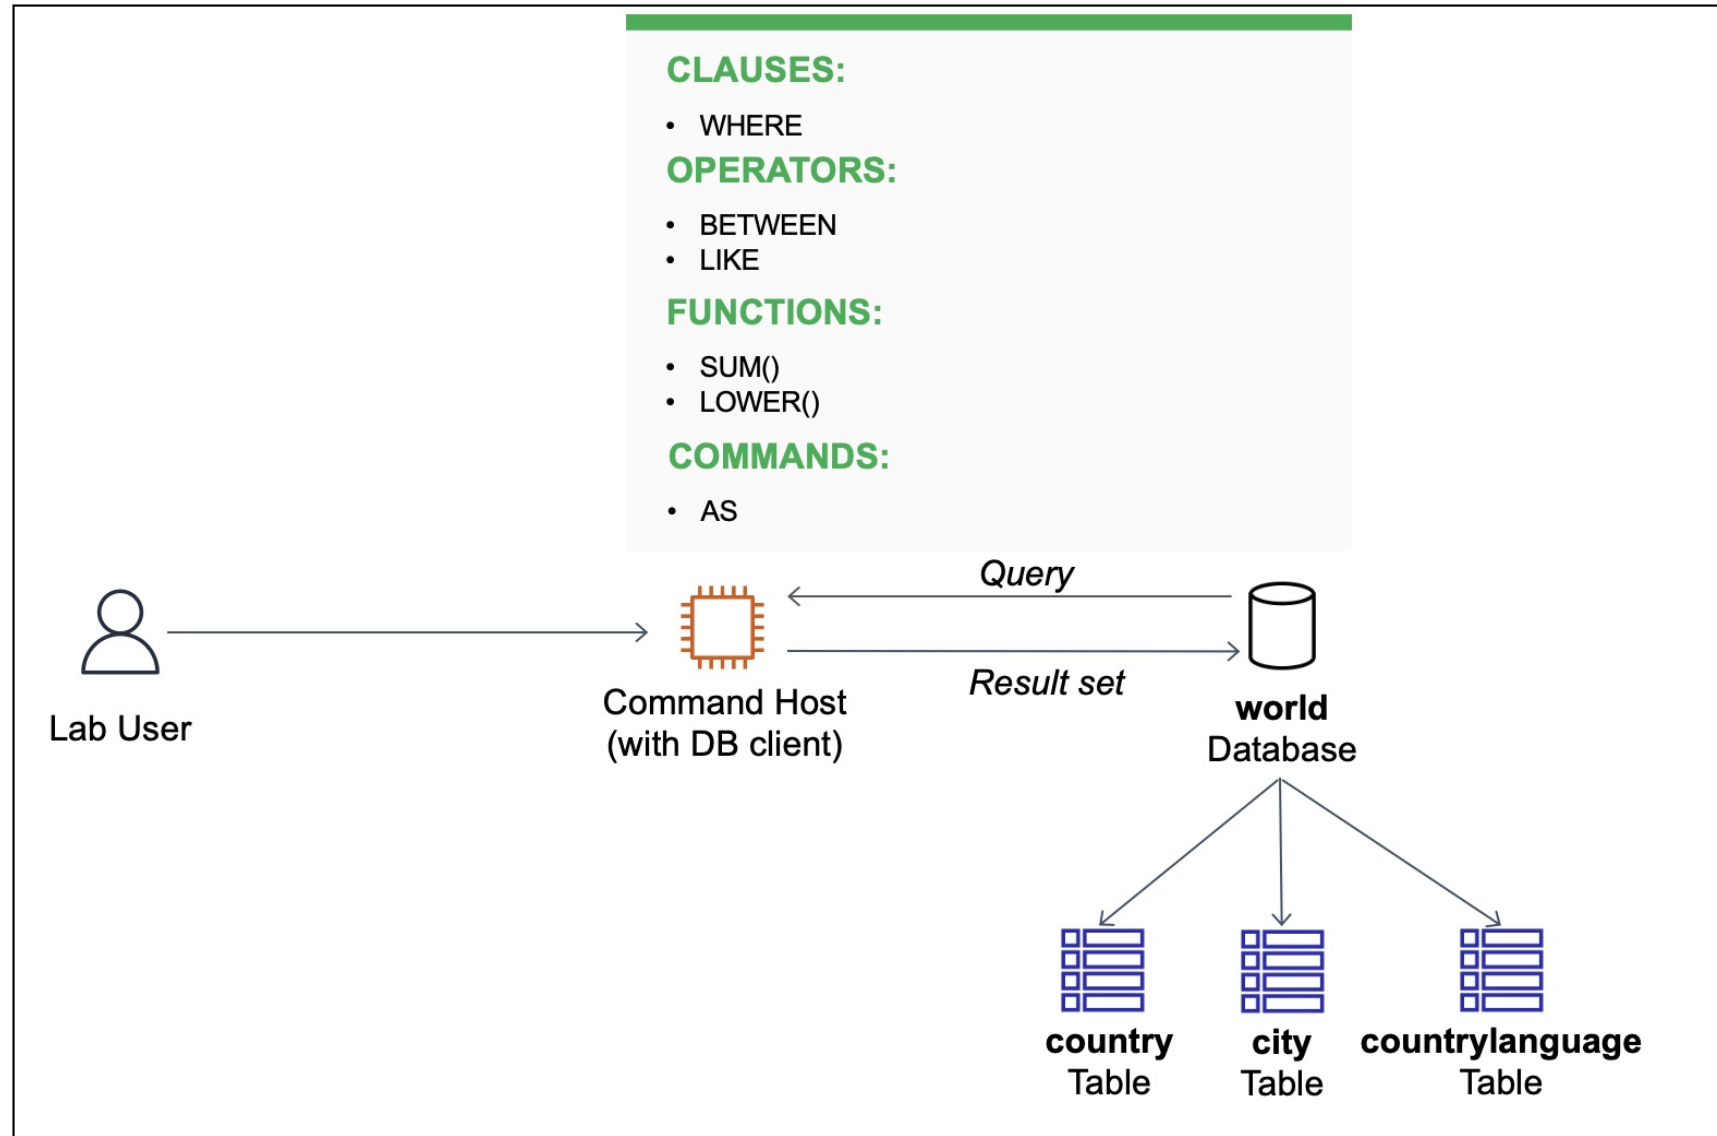 CLAUSES:
• WHERE
OPERATORS:
• BETWEEN
• LIKE
FUNCTIONS:
• SUM()
• LOWER()
COMMANDS:
• AS
Query
Result set
Lab User
Command Host
(with DB client)
world
Database
country
Table
city
Table
countrylanguage
Table